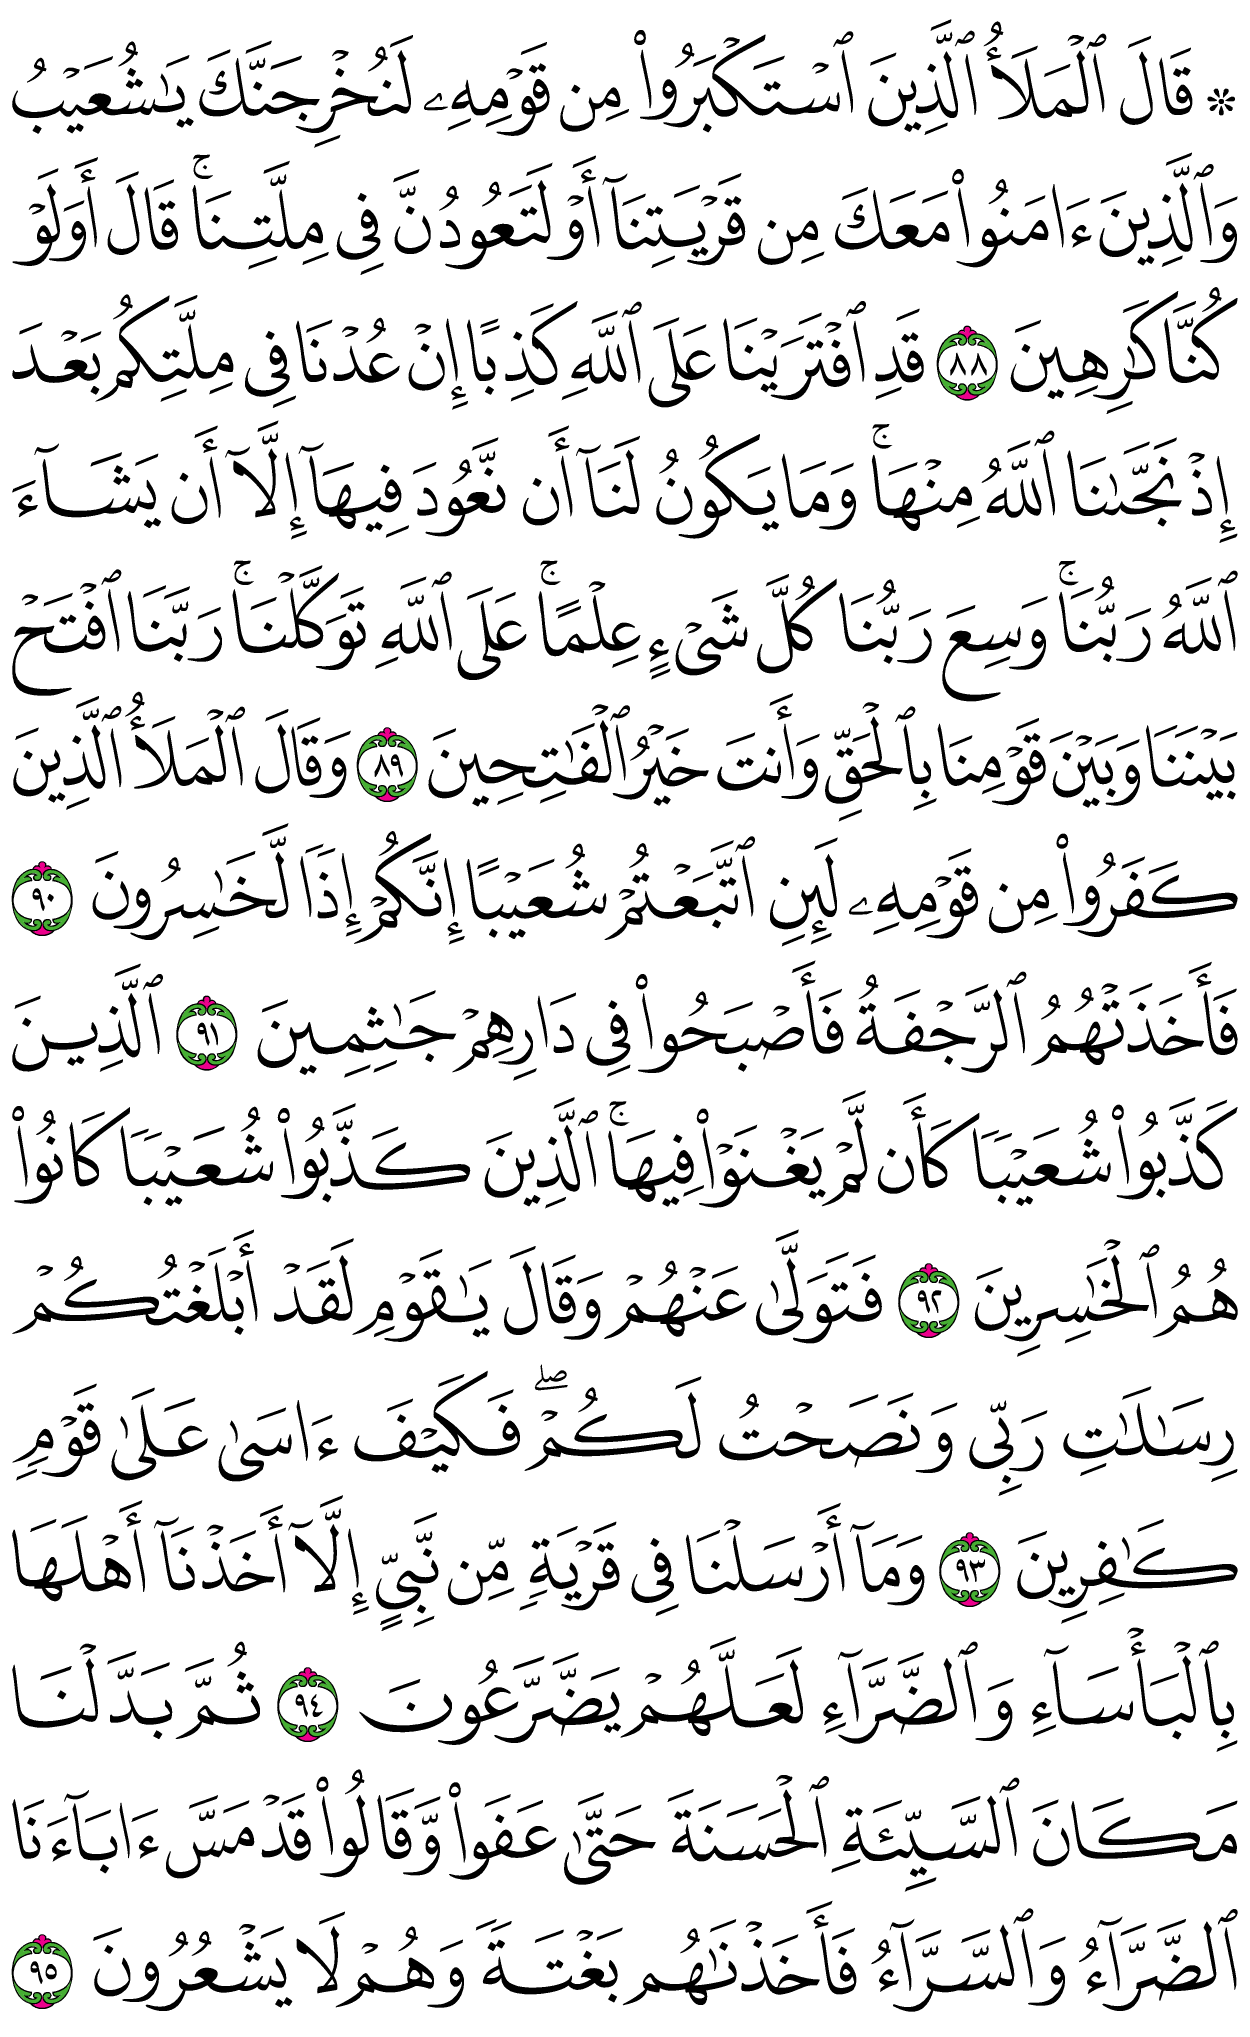 ۞ قَالَ ٱلْمَلَأُ ٱلَّذِينَ ٱسْتَكْبَرُوا۟ مِن قَوْمِهِۦ لَنُخْرِجَنَّكَ يَـٰشُعَيْبُ
وَٱلَّذِينَ ءَامَنُوا۟ مَعَكَ مِن قَرْيَتِنَآ أَوْ لَتَعُودُنَّ فِى مِلَّتِنَا ۚ قَالَ أَوَلَوْ
كُنَّا كَـٰرِهِينَ ٨٨ قَدِ ٱفْتَرَيْنَا عَلَى ٱللَّهِ كَذِبًا إِنْ عُدْنَا فِى مِلَّتِكُم بَعْدَ
إِذْ نَجَّىٰنَا ٱللَّهُ مِنْهَا ۚ وَمَا يَكُونُ لَنَآ أَن نَّعُودَ فِيهَآ إِلَّآ أَن يَشَآءَ
ٱللَّهُ رَبُّنَا ۚ وَسِعَ رَبُّنَا كُلَّ شَىْءٍ عِلْمًا ۚ عَلَى ٱللَّهِ تَوَكَّلْنَا ۚ رَبَّنَا ٱفْتَحْ
بَيْنَنَا وَبَيْنَ قَوْمِنَا بِٱلْحَقِّ وَأَنتَ خَيْرُ ٱلْفَـٰتِحِينَ ٨٩ وَقَالَ ٱلْمَلَأُ ٱلَّذِينَ
كَفَرُوا۟ مِن قَوْمِهِۦ لَئِنِ ٱتَّبَعْتُمْ شُعَيْبًا إِنَّكُمْ إِذًا لَّخَـٰسِرُونَ ٩٠
فَأَخَذَتْهُمُ ٱلرَّجْفَةُ فَأَصْبَحُوا۟ فِى دَارِهِمْ جَـٰثِمِينَ ٩١ ٱلَّذِينَ
كَذَّبُوا۟ شُعَيْبًا كَأَن لَّمْ يَغْنَوْا۟ فِيهَا ۚ ٱلَّذِينَ كَذَّبُوا۟ شُعَيْبًا كَانُوا۟
هُمُ ٱلْخَـٰسِرِينَ ٩٢ فَتَوَلَّىٰ عَنْهُمْ وَقَالَ يَـٰقَوْمِ لَقَدْ أَبْلَغْتُكُمْ
رِسَـٰلَـٰتِ رَبِّى وَنَصَحْتُ لَكُمْ ۖ فَكَيْفَ ءَاسَىٰ عَلَىٰ قَوْمٍ
كَـٰفِرِينَ ٩٣ وَمَآ أَرْسَلْنَا فِى قَرْيَةٍ مِّن نَّبِىٍّ إِلَّآ أَخَذْنَآ أَهْلَهَا
بِٱلْبَأْسَآءِ وَٱلضَّرَّآءِ لَعَلَّهُمْ يَضَّرَّعُونَ ٩٤ ثُمَّ بَدَّلْنَا
مَكَانَ ٱلسَّيِّئَةِ ٱلْحَسَنَةَ حَتَّىٰ عَفَوا۟ وَّقَالُوا۟ قَدْ مَسَّ ءَابَآءَنَا
ٱلضَّرَّآءُ وَٱلسَّرَّآءُ فَأَخَذْنَـٰهُم بَغْتَةً وَهُمْ لَا يَشْعُرُونَ ٩٥